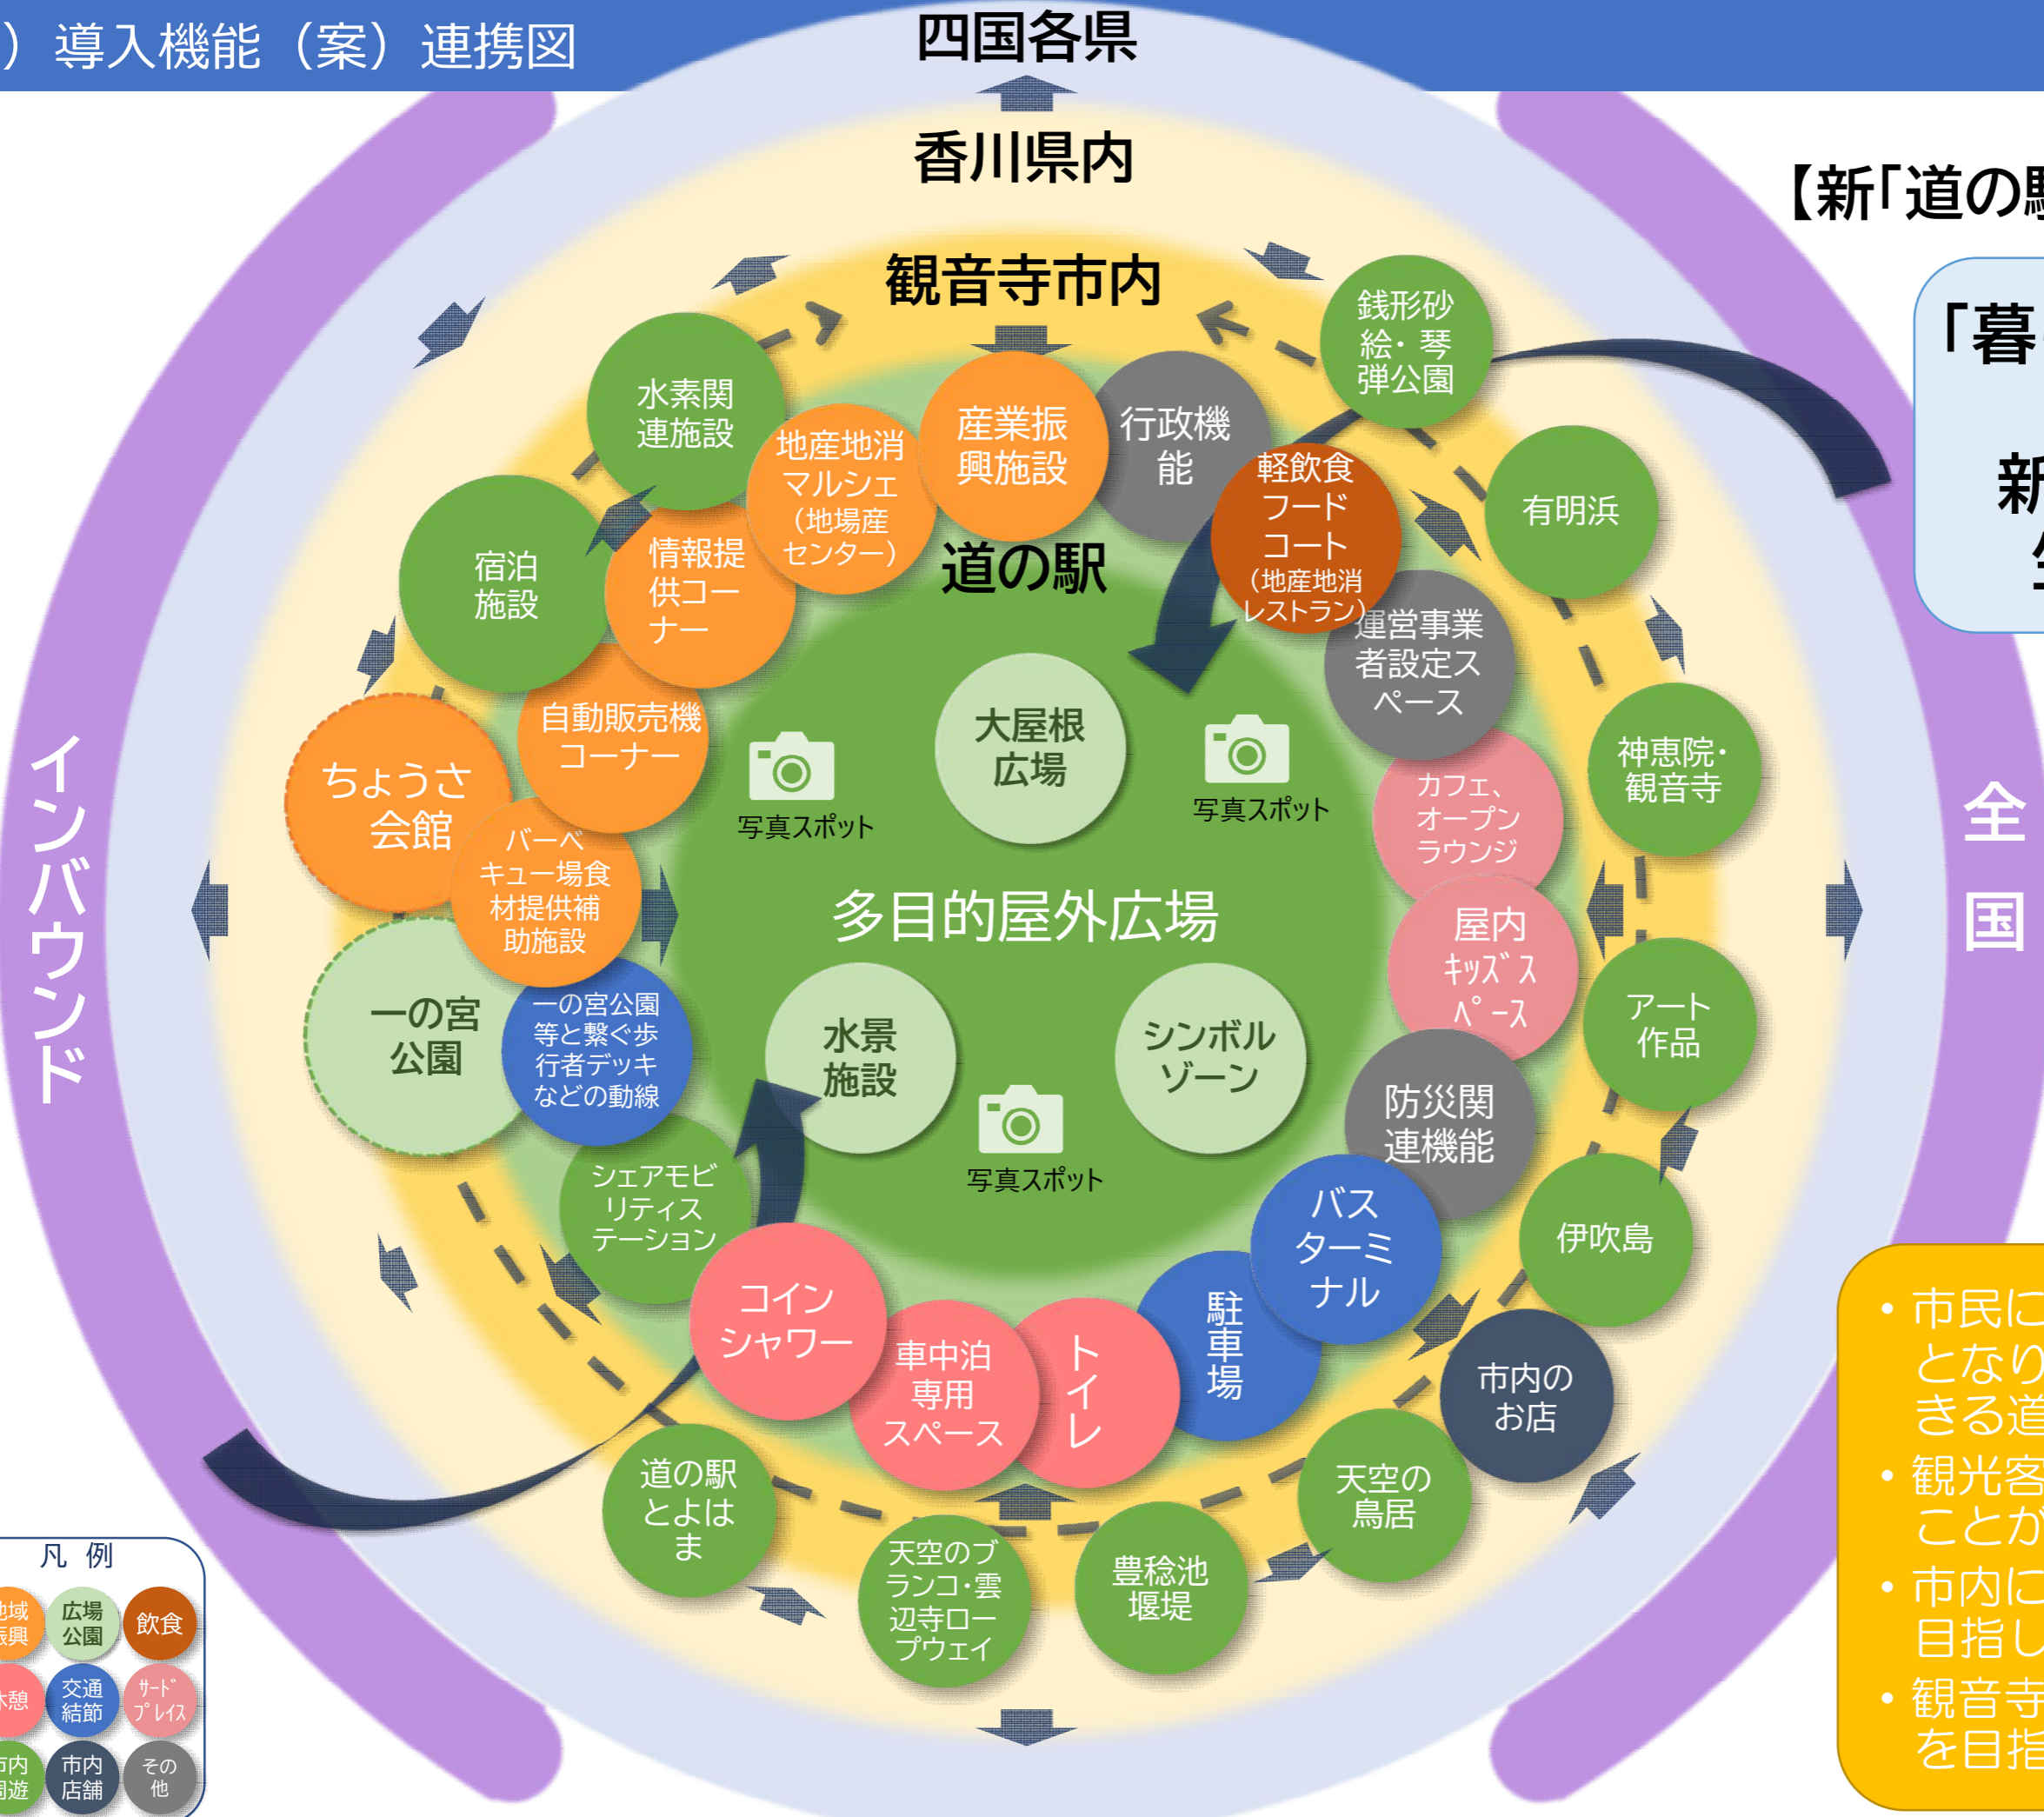 ）導入機能（案）連携図
四国各県
香川県内
観音寺市内
道の駅
【新「道の駅
「暮
新
銭形砂
絵・琴
弾公園
水素関
連施設
地産地消
マルシェ
（地場産
センター）
産業振
興施設
行政機
能
軽飲食
フード
コート
（地産地消
レストラン）
有明浜
宿泊
施設
情報提
供コー
ナー
運営事業
者設定ス
ペース
自動販売機
コーナー
大屋根
広場
写真スポット
写真スポット
神恵院・
観音寺
ちょうさ
会館
カフェ、
オープン
ラウンジ
バーベ
キュー場食
材提供補
助施設
多目的屋外広場
屋内
ｷｯｽﾞｽ
ﾍﾟｰｽ
インバウンド
全国
一の宮
公園
一の宮公園
等と繋ぐ歩
行者デッキ
などの動線
水景
施設
シンボル
ゾーン
写真スポット
アート
作品
防災関
連機能
シェアモビ
リティス
テーション
バス
ターミ
ナル
伊吹島
コイン
シャワー
車中泊
専用
スペース
トイレ
駐車場
市内の
お店
道の駅
とよは
ま
天空のブ
ランコ・雲
辺寺ロー
プウェイ
豊稔池
堰堤
天空の
鳥居
・市民に
となり
きる道
・観光客
ことが
・市内に
目指し
・観音寺
を目指
凡 例
地域
振興
広場
公園
飲食
休憩
交通
結節
ｻｰﾄﾞ
ﾌﾟﾚｲｽ
市内
周遊
市内
店舗
その
他